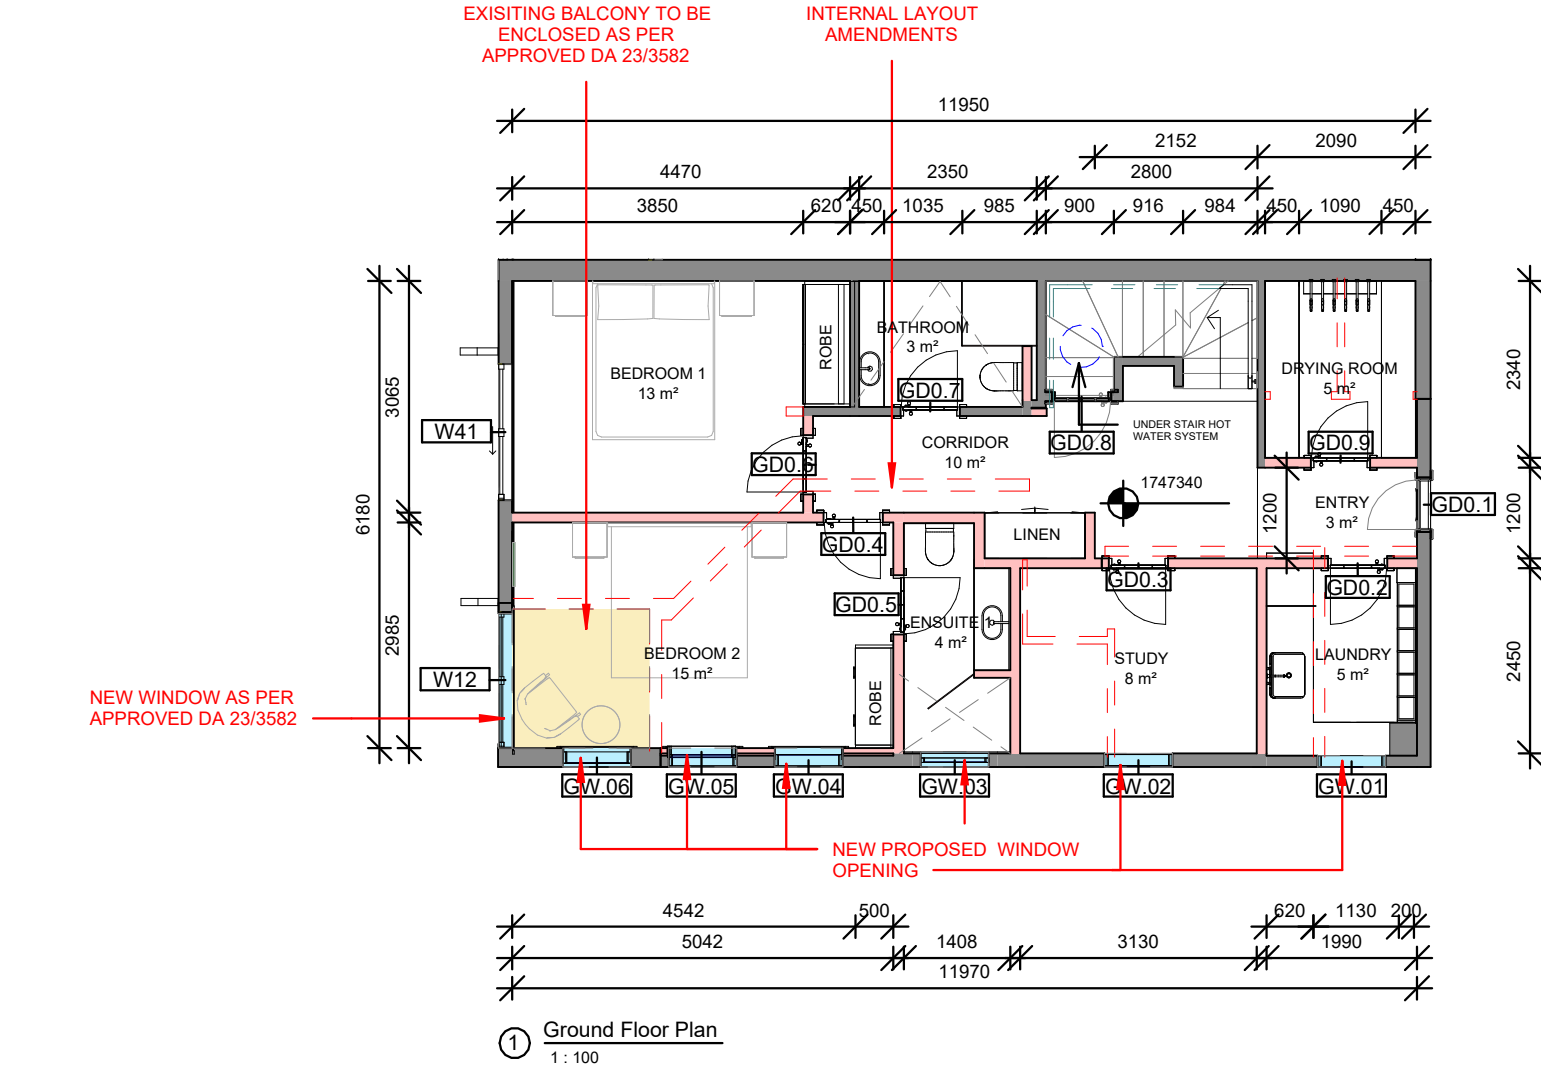 EXISITING BALCONY TO BE
ENCLOSED AS PER
APPROVED DA 23/3582
INTERNAL LAYOUT
AMENDMENTS
11950
2152 2090
4470 2350 2800
3850 620 450 1035 985 900 916 984 450 1090 450
BEDROOM 1
13 m²
ROBE
BATHROOM
3 m²
GD0.7
DRYING ROOM
5 m²
3065
2340
W41
UNDER STAIR HOT
WATER SYSTEM
GD0.8
GD0.9
CORRIDOR
10 m²
GD0.6
6180
1747340
ENTRY
3 m²
GD0.1
1200
1200
LINEN
GD0.4
GD0.3
GD0.2
GD0.5
ENSUITE 1
4 m²
2985
BEDROOM 2
15 m²
STUDY
8 m²
LAUNDRY
5 m²
2450
W12
ROBE
NEW WINDOW AS PER
APPROVED DA 23/3582
GW.06 GW.05 GW.04 GW.03 GW.02 GW.01
NEW PROPOSED WINDOW
OPENING
4542 500 620 1130 200
5042 1408 3130 1990
11970
1 Ground Floor Plan
1 : 100